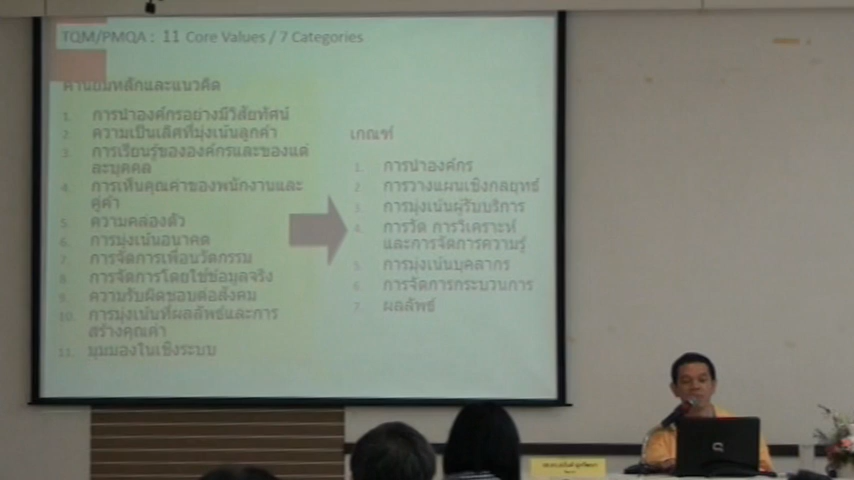 TQM/PMQA : 11 Core Values / 7 Categories
ค่านิยมหลักและแนวคิด
1. การนำองค์กรอย่างมีวิสัยทัศน์
2. ความเป็นเลิศที่มุ่งเน้นลูกค้า
3. การเรียนรู้ขององค์กรและของแต่
ละบุคคล
4. การเห็นคุณค่าของพนักงานและ
คู่ค้า
5. ความคล่องตัว
6. การมุ่งเน้นอนาคต
7. การจัดการเพื่อนวัตกรรม
8. การจัดการโดยใช้ข้อมูลจริง
9. ความรับผิดชอบต่อสังคม
10. การมุ่งเน้นที่ผลลัพธ์และการ
สร้างคุณค่า
11. มุมมองในเชิงระบบ
เกณฑ์
1. การนำองค์กร
2. การวางแผนเชิงกลยุทธ์
3. การมุ่งเน้นผู้รับบริการ
4. การวัด การวิเคราะห์
และการจัดการความรู้
5. การมุ่งเน้นบุคลากร
6. การจัดการกระบวนการ
7. ผลลัพธ์